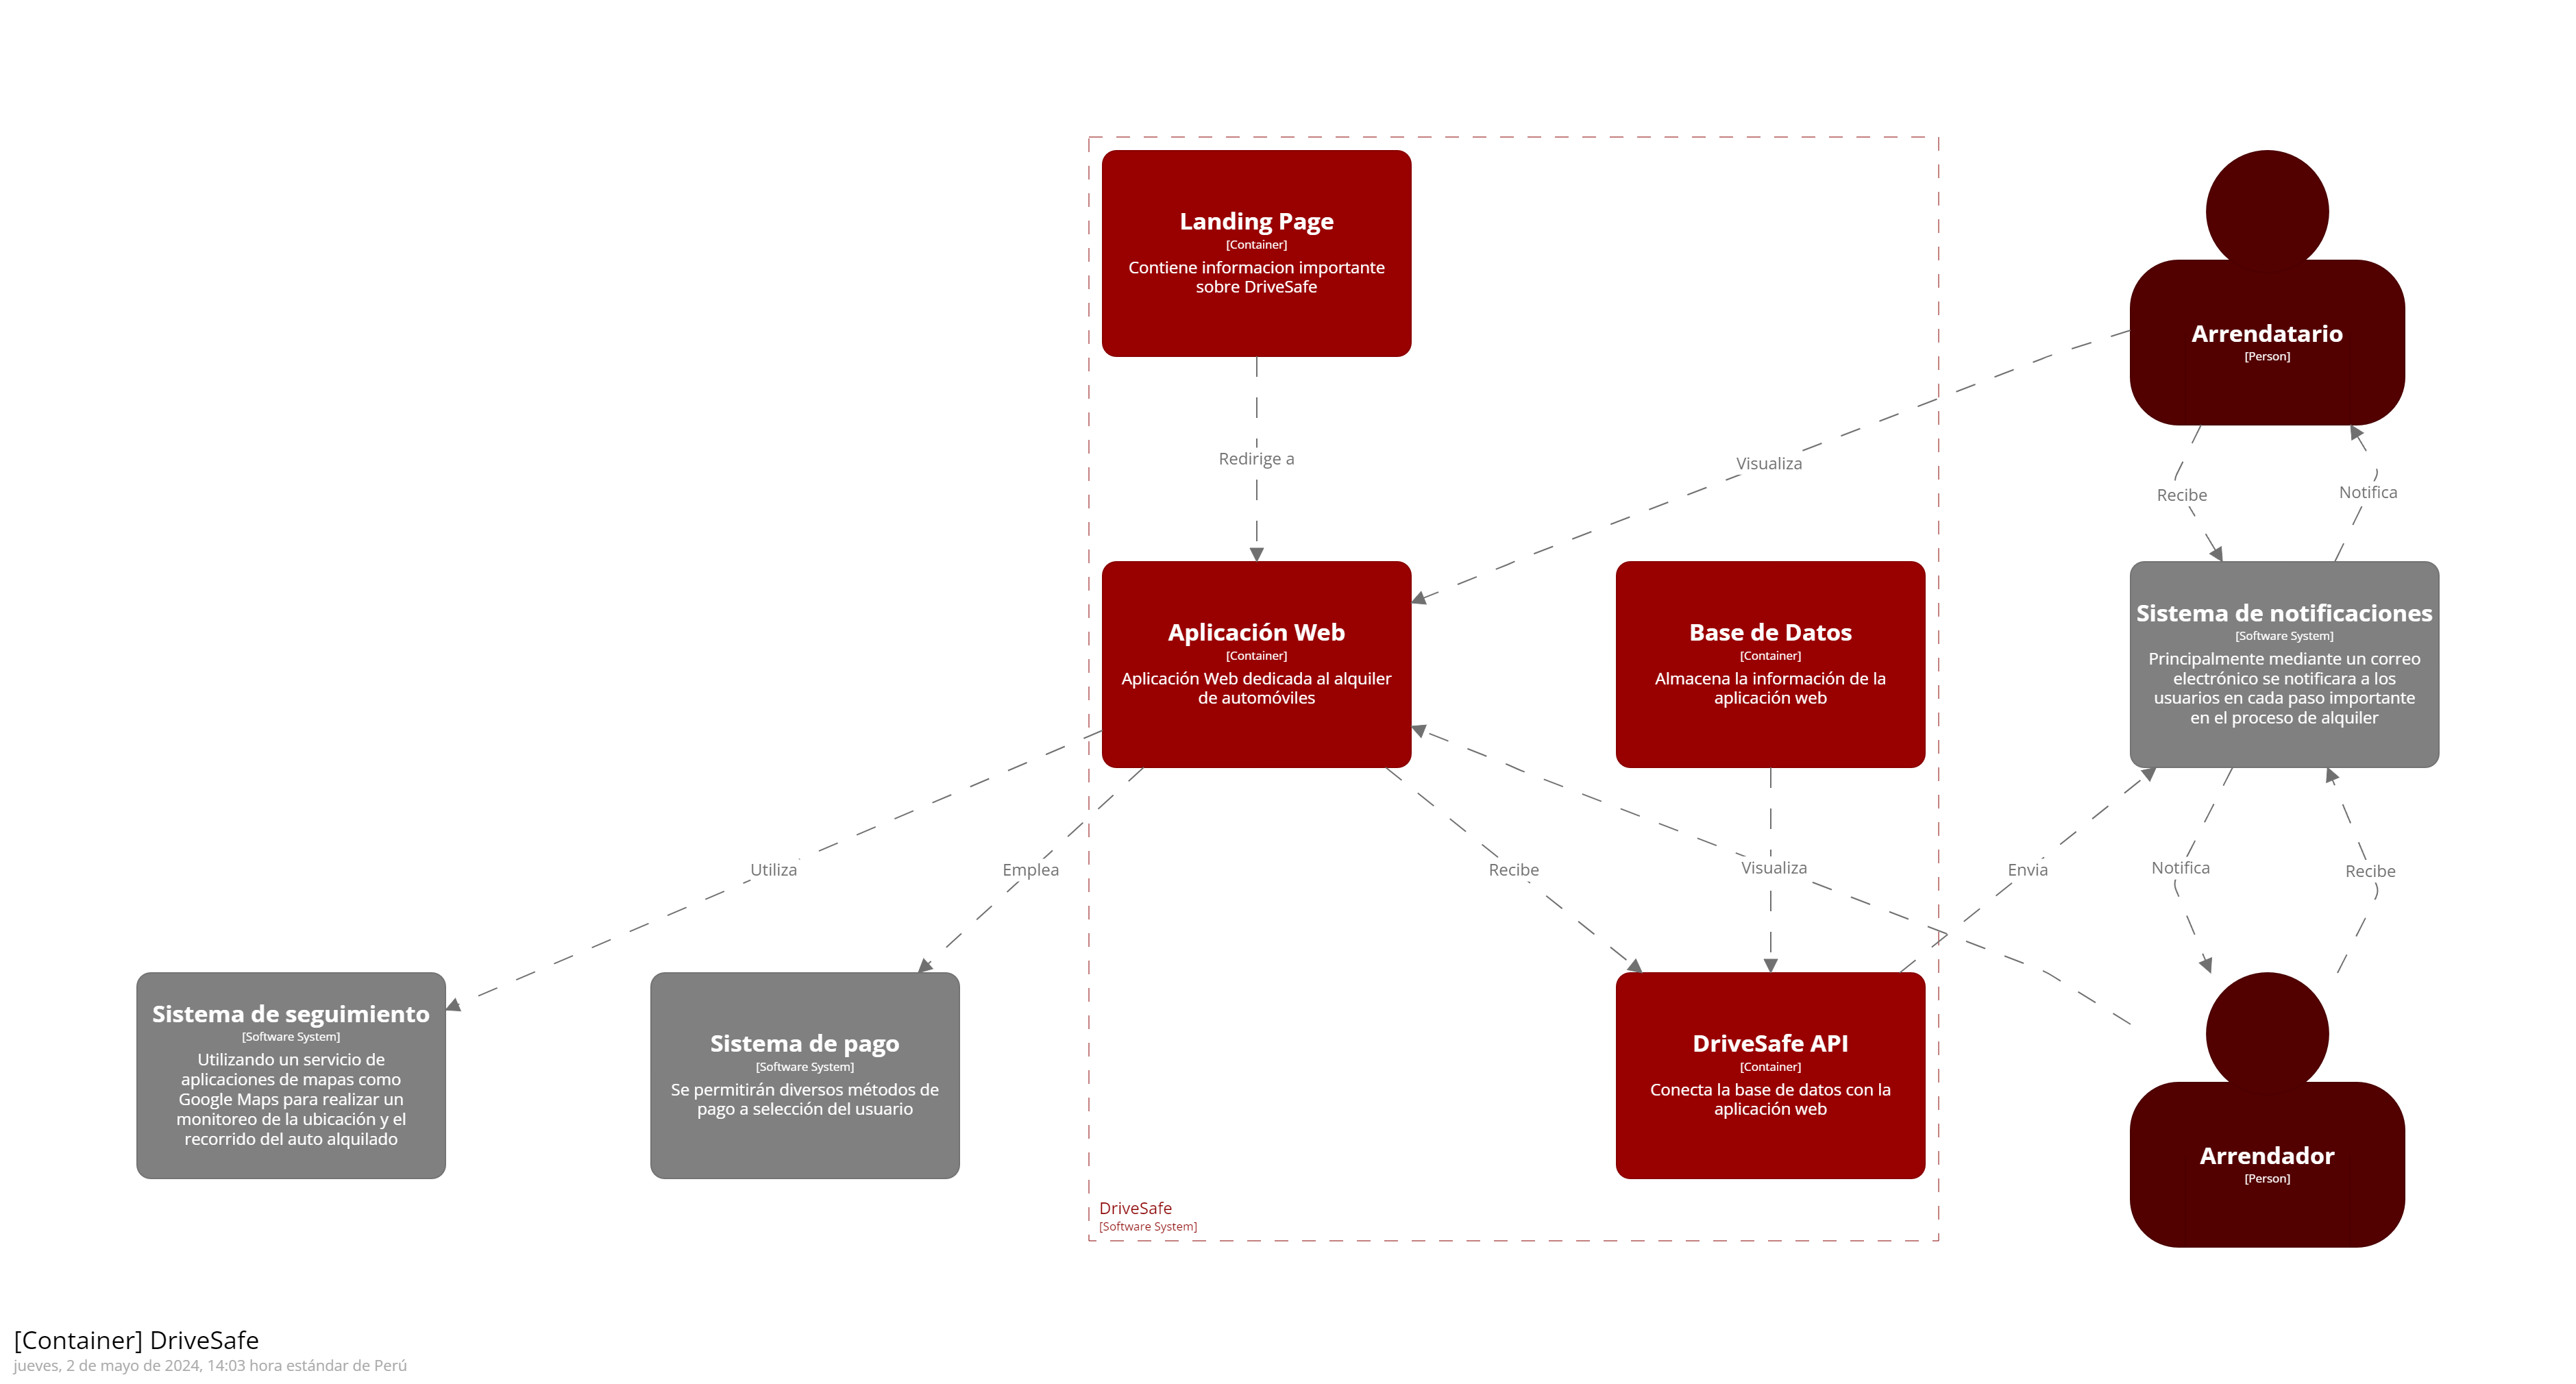 Landing Page
[Container]
Contiene informacion importante
sobre DriveSafe
Arrendatario
[Person]
Redirige a
Visualiza
Recibe
Notifica
Aplicación Web
[Container]
Aplicación Web dedicada al alquiler
de automóviles
Base de Datos
[Container]
Almacena la información de la
aplicación web
Sistema de notificaciones
[Software System]
Principalmente mediante un correo
electrónico se notificara a los
usuarios en cada paso importante
en el proceso de alquiler
Utiliza
Emplea
Recibe
Visualiza
Envia
Notifica
Recibe
Sistema de seguimiento
[Software System]
Utilizando un servicio de
aplicaciones de mapas como
Google Maps para realizar un
monitoreo de la ubicación y el
recorrido del auto alquilado
Sistema de pago
[Software System]
Se permitirán diversos métodos de
pago a selección del usuario
DriveSafe API
[Container]
Conecta la base de datos con la
aplicación web
Arrendador
[Person]
DriveSafe
[Software System]
[Container] DriveSafe
jueves, 2 de mayo de 2024, 14:03 hora estándar de Perú